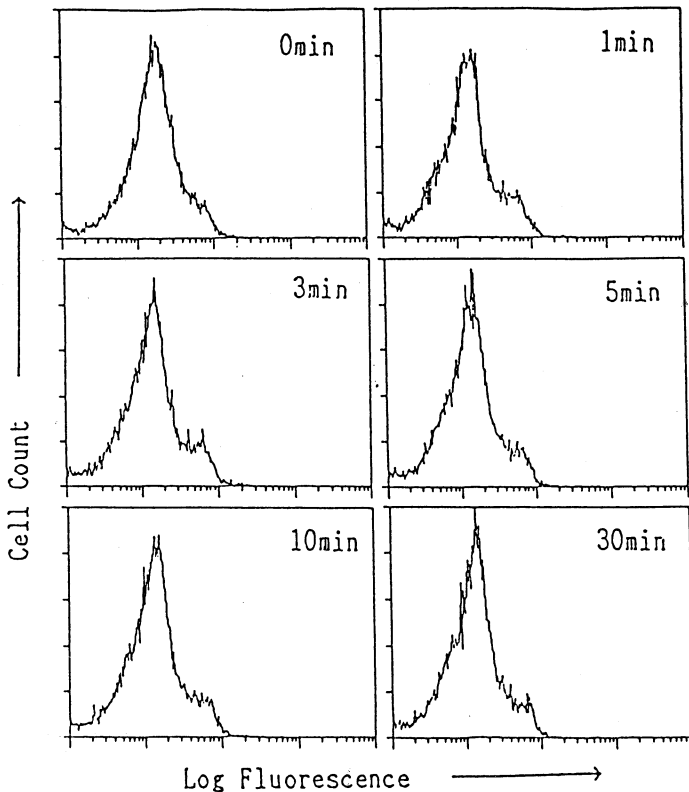 0min
1min
3min
5min
10min
30min
Cell Count
Log Fluorescence